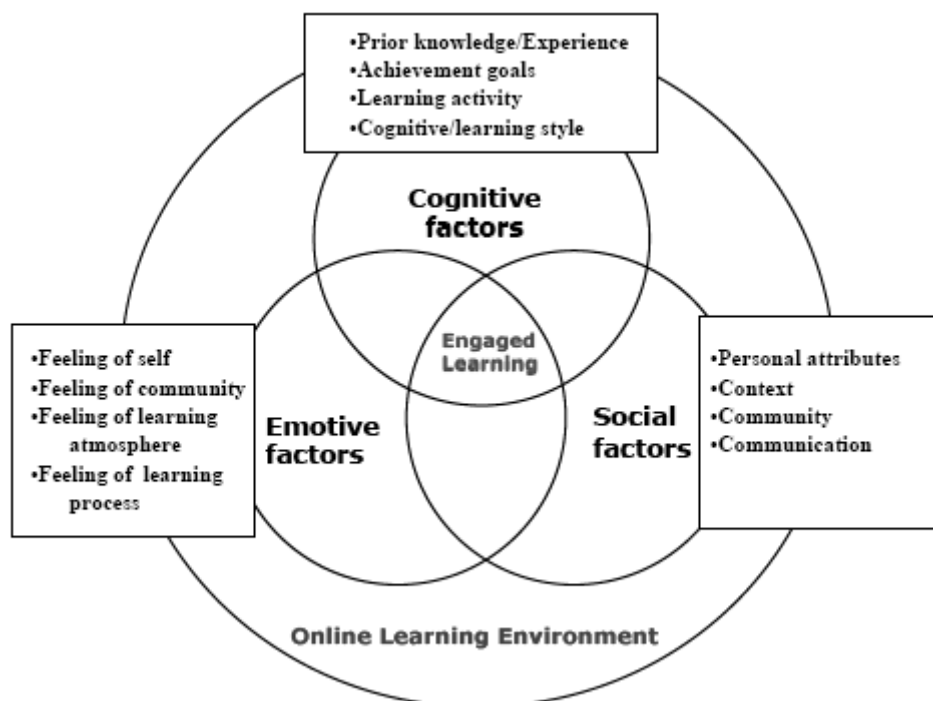 •Prior knowledge/Experience
•Achievement goals
•Learning activity
•Cognitive/learning style
Cognitive
factors
Engaged
Learning
•Feeling of self
•Feeling of community
•Feeling of learning
atmosphere
•Feeling of learning
process
Emotive
factors
Social
factors
•Personal attributes
•Context
•Community
•Communication
Online Learning Environment